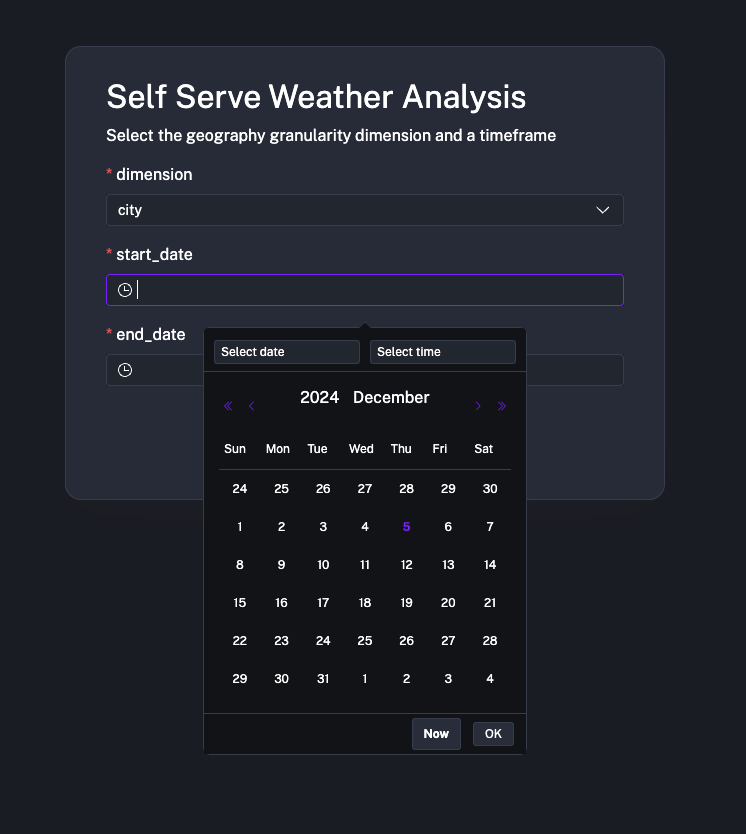 Self Serve Weather Analysis
Select the geography granularity dimension and a timeframe
* dimension
city
* start_date
* end_date
Select date Select time
2024 December
Sun Mon Tue Wed Thu Fri Sat
24 25 26 27 28 29 30
1 2 3 4 5 6 7
8 9 10 11 12 13 14
15 16 17 18 19 20 21
22 23 24 25 26 27 28
29 30 31 1 2 3 4
Now OK